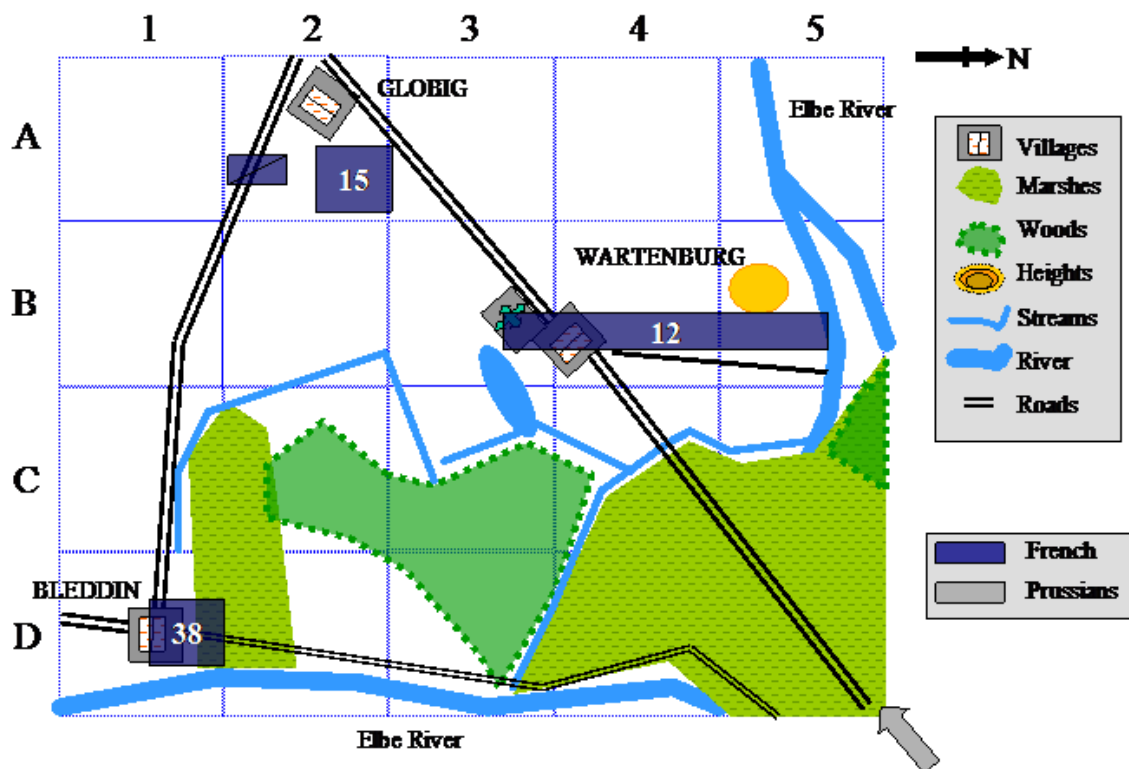 1 2 3 4 5
N
GLOBIG
Elbe River
A
Villages
15
Marshes
Woods
WARTENBURG
Heights
B
12
Streams
River
Roads
C
French
BLEDDIN
Prussians
D
38
Elbe River